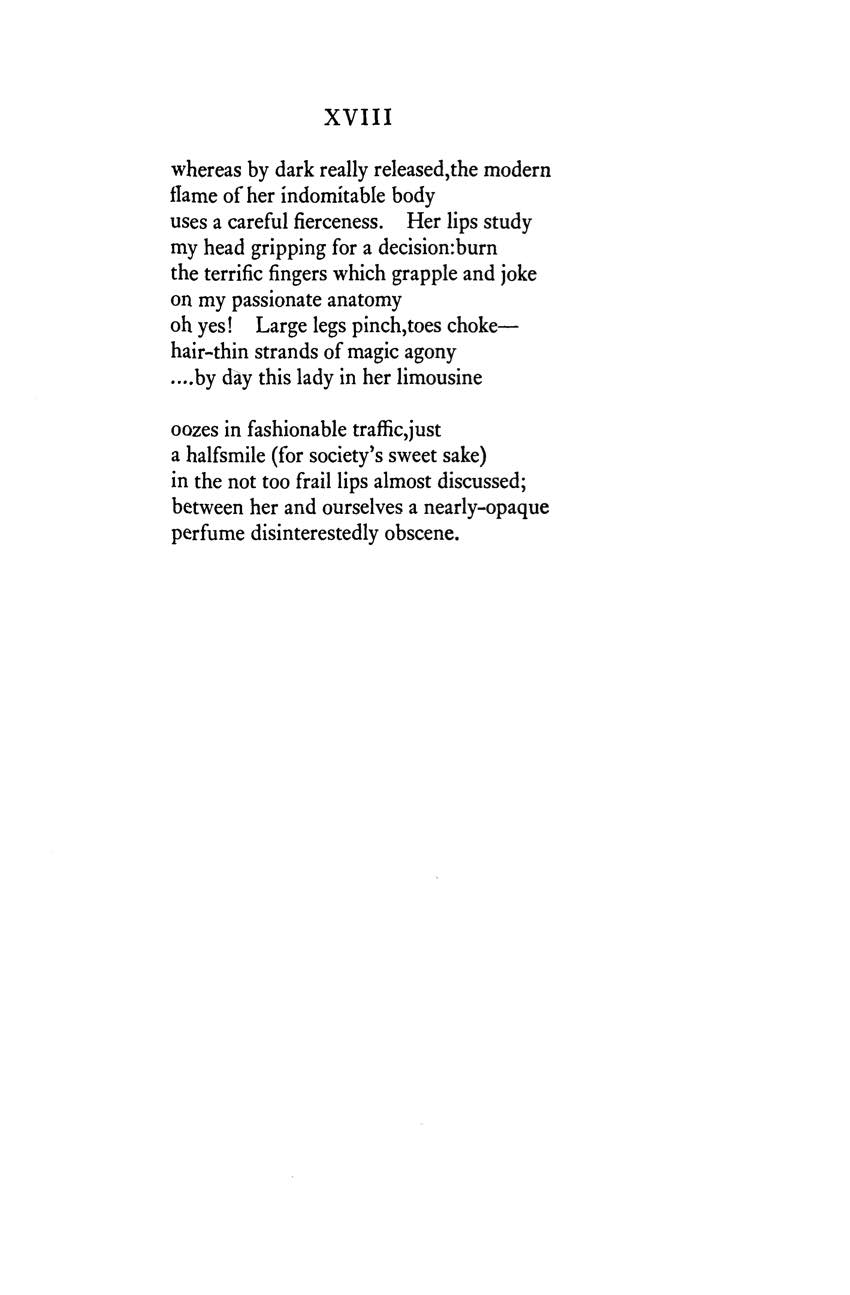 XVIII
whereas by dark really released,the modern
flame of her indomitable body
uses a careful fierceness.    Her lips study
my head gripping for a decision:burn
the terrific fingers which grapple and joke
on my passionate anatomy
oh yes!    Large legs pinch,toes choke—
hair-thin strands of magic agony
....by day this lady in her limousine
oozes in fashionable traffic,just
a halfsmile (for society's sweet sake)
in the not too frail lips almost discussed;
between her and ourselves a nearly-opaque
perfume disinterestedly obscene.